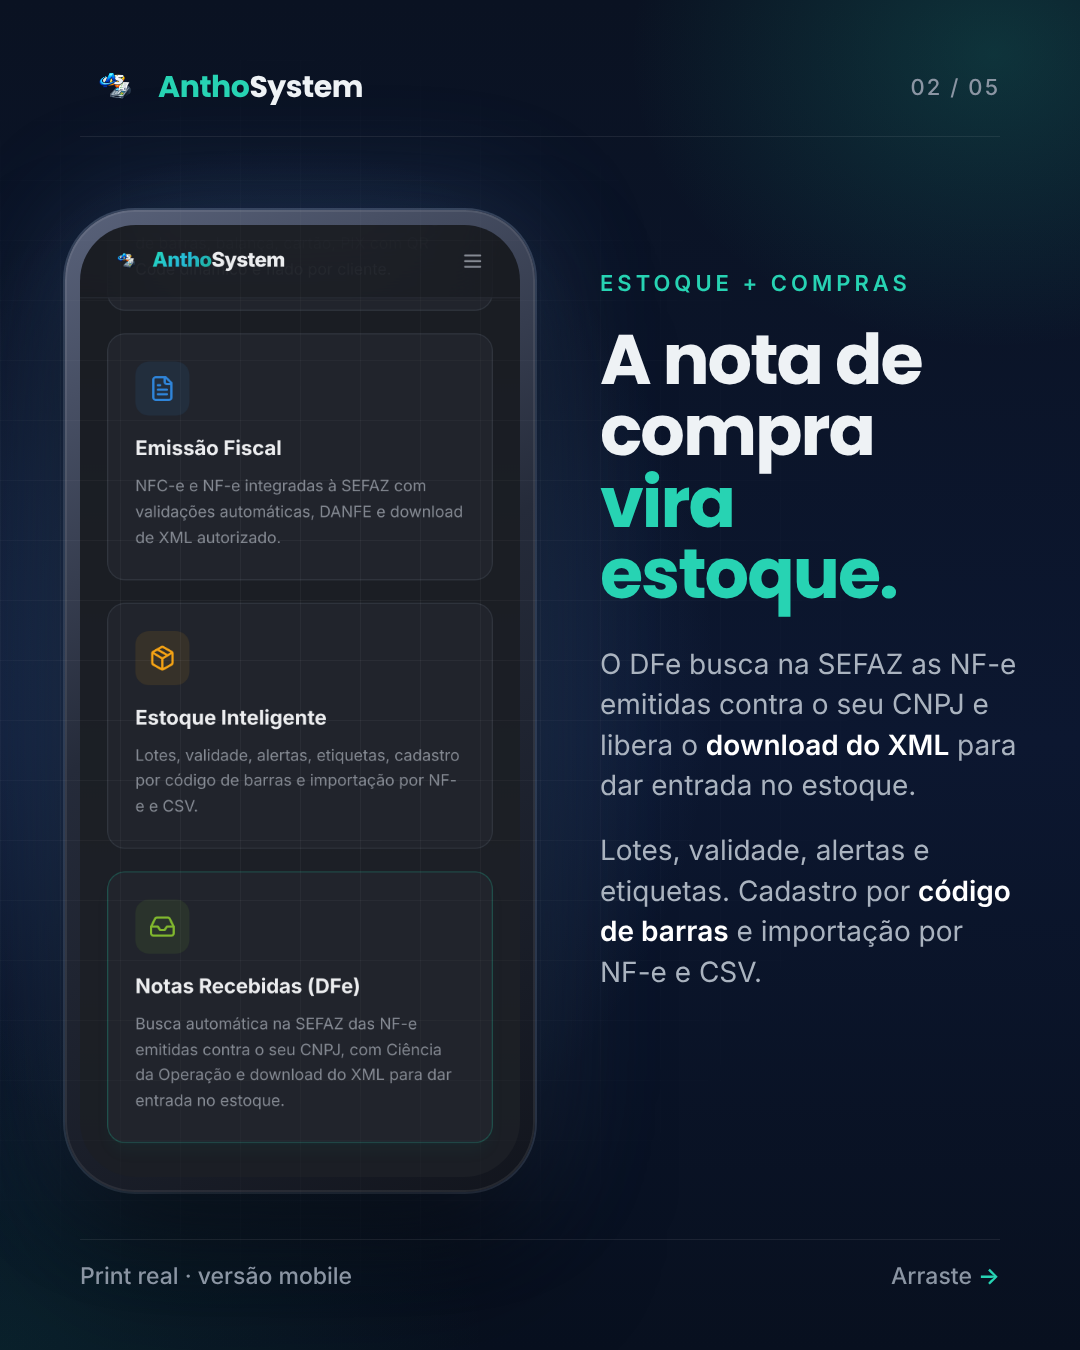 AnthoSystem
02 / 05
AnthoSystem
por cliente.
Emissão Fiscal
NFC-e e NF-e integradas à SEFAZ com
validações automáticas, DANFE e download
de XML autorizado.
Estoque Inteligente
Lotes, validade, alertas, etiquetas, cadastro
por código de barras e importação por NF-
e e CSV.
Notas Recebidas (DFe)
Busca automática na SEFAZ das NF-e
emitidas contra o seu CNPJ, com Ciência
da Operação e download do XML para dar
entrada no estoque.
ESTOQUE + COMPRAS
A nota de
compra
vira
estoque.
O DFe busca na SEFAZ as NF-e
emitidas contra o seu CNPJ e
libera o download do XML para
dar entrada no estoque.
Lotes, validade, alertas e
etiquetas. Cadastro por código
de barras e importação por
NF-e e CSV.
Print real · versão mobile
Arraste →